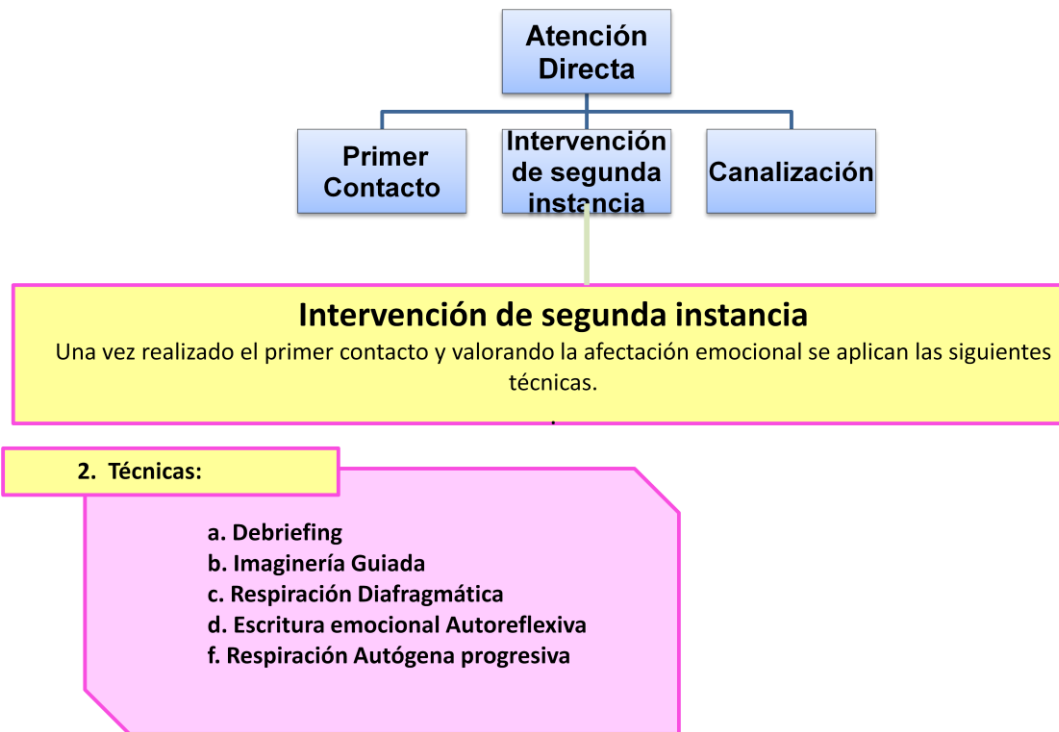 Atención
Directa
Primer
Contacto
Intervención
de segunda
instancia
Canalización
Intervención de segunda instancia
Una vez realizado el primer contacto y valorando la afectación emocional se aplican las siguientes
técnicas.
.
2. Técnicas:
a. Debriefing
b. Imaginería Guiada
c. Respiración Diafragmática
d. Escritura emocional Autoreflexiva
f. Respiración Autógena progresiva